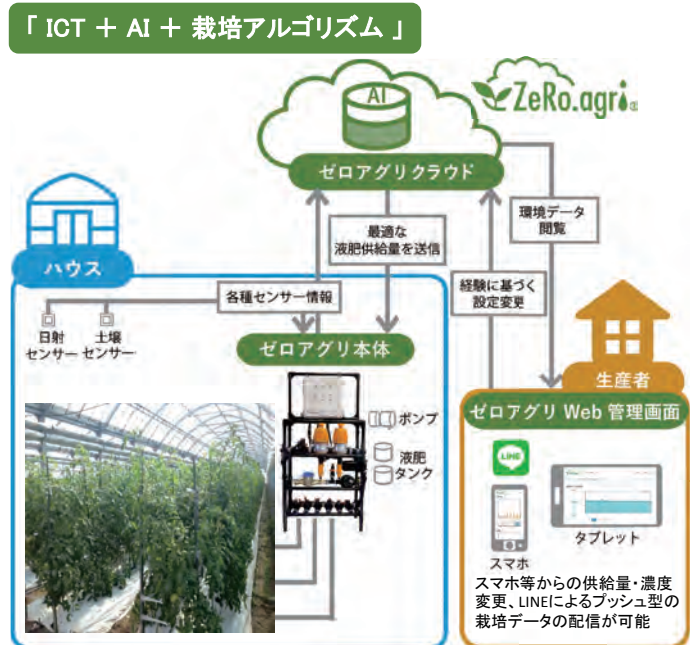 「 ICT ＋ AI ＋ 栽培アルゴリズム 」
AI
ZeRo.agri®
ゼロアグリクラウド
環境データ
閲覧
最適な
液肥供給量を送信
ハウス
各種センサー情報
経験に基づく
設定変更
日射
センサー
土壌
センサー
ゼロアグリ本体
生産者
ゼロアグリ Web 管理画面
ポンプ
液肥
タンク
LINE
タブレット
スマホ
スマホ等からの供給量・濃度
変更、LINEによるプッシュ型の
栽培データの配信が可能